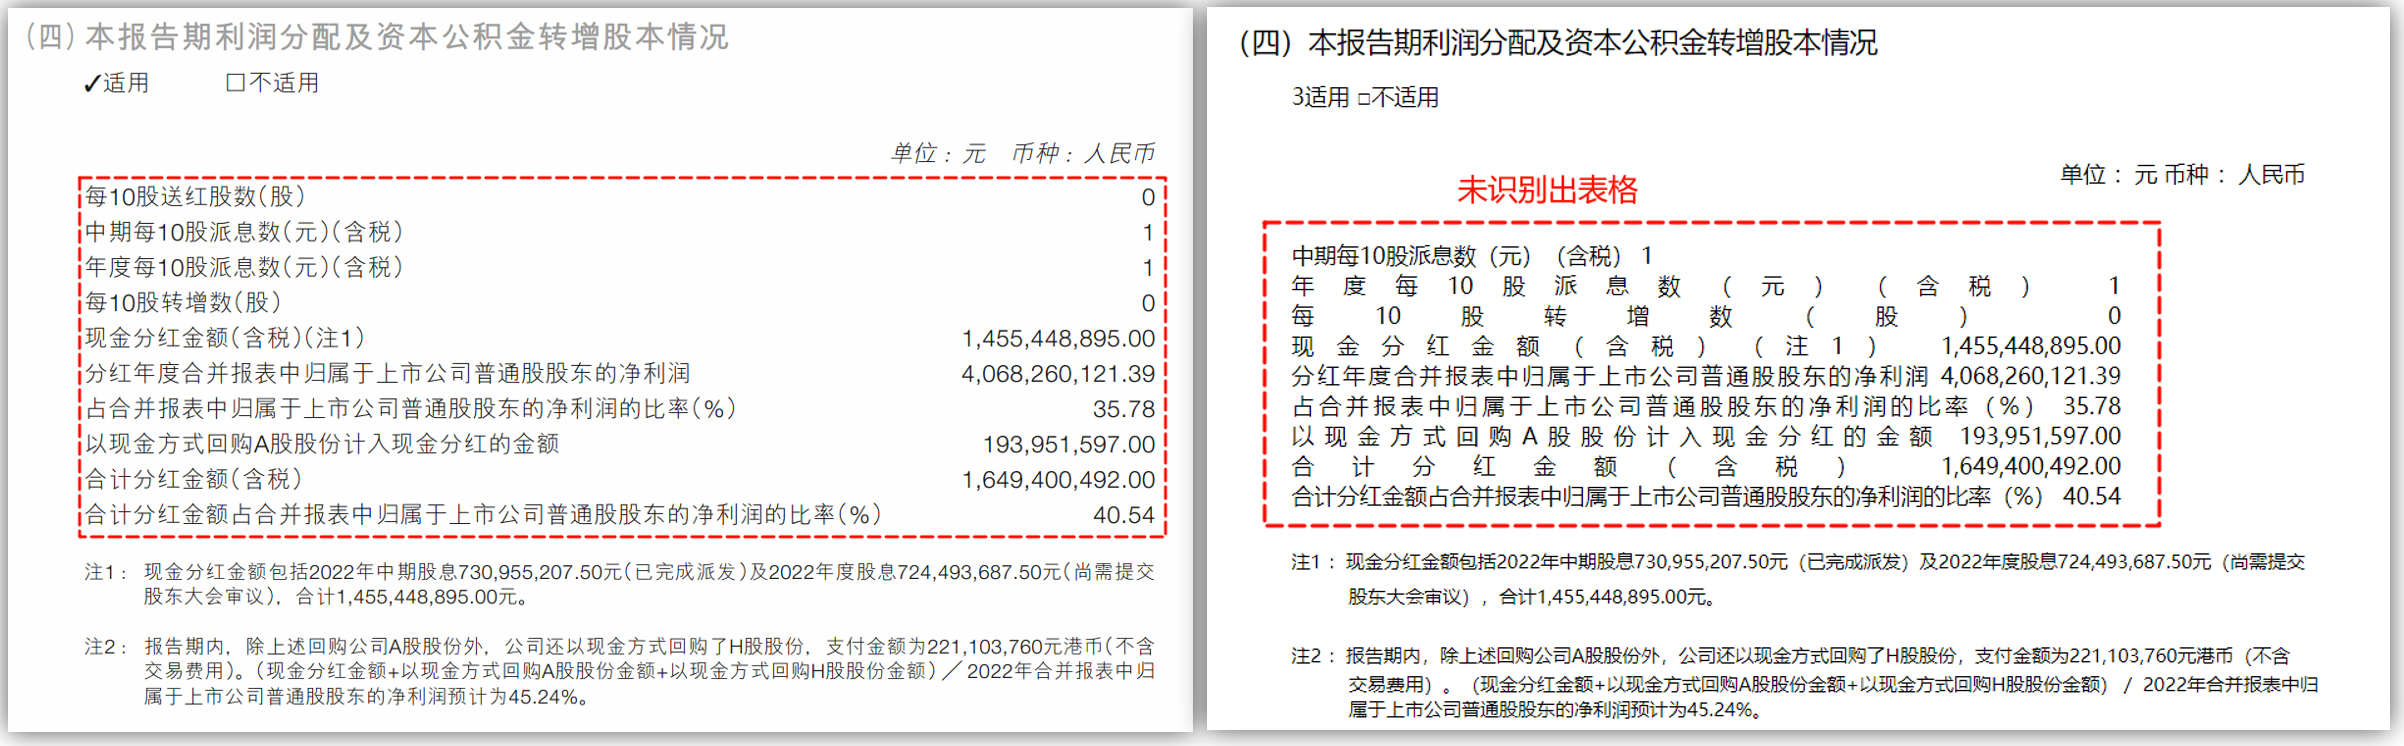 (四)本报告期利润分配及资本公积金转增股本情况
✓适用 □不适用
单位：元 币种：人民币
每10股送红股数(股) 0
中期每10股派息数(元)(含税) 1
年度每10股派息数(元)(含税) 1
每10股转增数(股) 0
现金分红金额(含税)(注1) 1,455,448,895.00
分红年度合并报表中归属于上市公司普通股股东的净利润 4,068,260,121.39
占合并报表中归属于上市公司普通股股东的净利润的比率(%) 35.78
以现金方式回购A股股份计入现金分红的金额 193,951,597.00
合计分红金额(含税) 1,649,400,492.00
合计分红金额占合并报表中归属于上市公司普通股股东的净利润的比率(%) 40.54
注1： 现金分红金额包括2022年中期股息730,955,207.50元(已完成派发)及2022年度股息724,493,687.50元(尚需提交
股东大会审议)，合计1,455,448,895.00元。
注2： 报告期内，除上述回购公司A股股份外，公司还以现金方式回购了H股股份，支付金额为221,103,760元港币(不含
交易费用)。(现金分红金额+以现金方式回购A股股份金额+以现金方式回购H股股份金额)／2022年合并报表中归
属于上市公司普通股股东的净利润预计为45.24%。
（四）本报告期利润分配及资本公积金转增股本情况
3适用 □不适用
单位： 元 币种： 人民币
未识别出表格
中期每10股派息数（元）（含税） 1
年度每10股派息数（元）（含税） 1
每10股转增数（股） 0
现金分红金额（含税）（注1） 1,455,448,895.00
分红年度合并报表中归属于上市公司普通股股东的净利润 4,068,260,121.39
占合并报表中归属于上市公司普通股股东的净利润的比率（%） 35.78
以现金方式回购A股股份计入现金分红的金额 193,951,597.00
合计分红金额（含税） 1,649,400,492.00
合计分红金额占合并报表中归属于上市公司普通股股东的净利润的比率（%） 40.54
注1： 现金分红金额包括2022年中期股息730,955,207.50元（已完成派发）及2022年度股息724,493,687.50元（尚需提交
股东大会审议），合计1,455,448,895.00元。
注2： 报告期内，除上述回购公司A股股份外，公司还以现金方式回购了H股股份，支付金额为221,103,760元港币（不含
交易费用）。（现金分红金额+以现金方式回购A股股份金额+以现金方式回购H股股份金额）/ 2022年合并报表中归
属于上市公司普通股股东的净利润预计为45.24%。